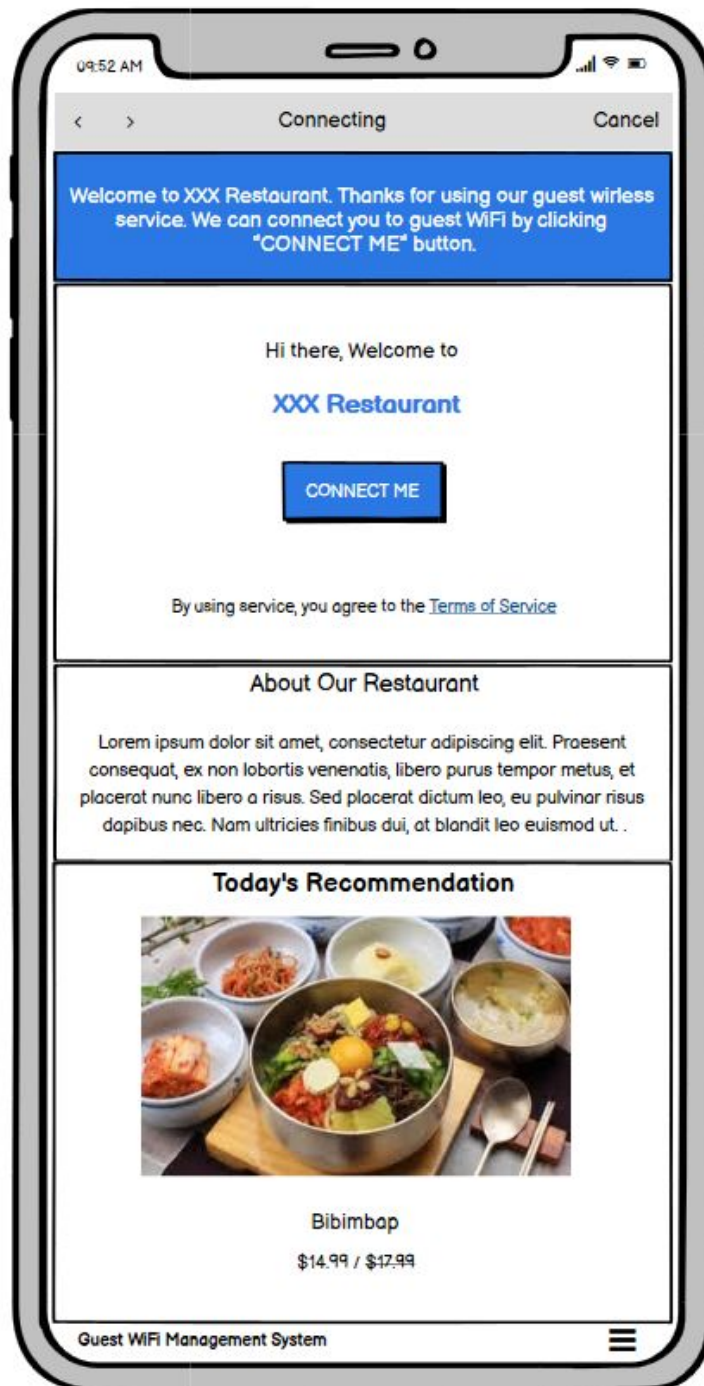 09:52 AM
< > Connecting Cancel
Welcome to XXX Restaurant. Thanks for using our guest wirless
service. We can connect you to guest WiFi by clicking
"CONNECT ME" button.
Hi there, Welcome to
XXX Restaurant
CONNECT ME
By using service, you agree to the Terms of Service
About Our Restaurant
Lorem ipsum dolor sit amet, consectetur adipiscing elit. Praesent
consequat, ex non lobortis venenatis, libero purus tempor metus, et
placerat nunc libero a risus. Sed placerat dictum leo, eu pulvinar risus
dapibus nec. Nam ultricies finibus dui, at blandit leo euismod ut. .
Today's Recommendation
Bibimbap
$14.99 / $17.99
Guest WiFi Management System